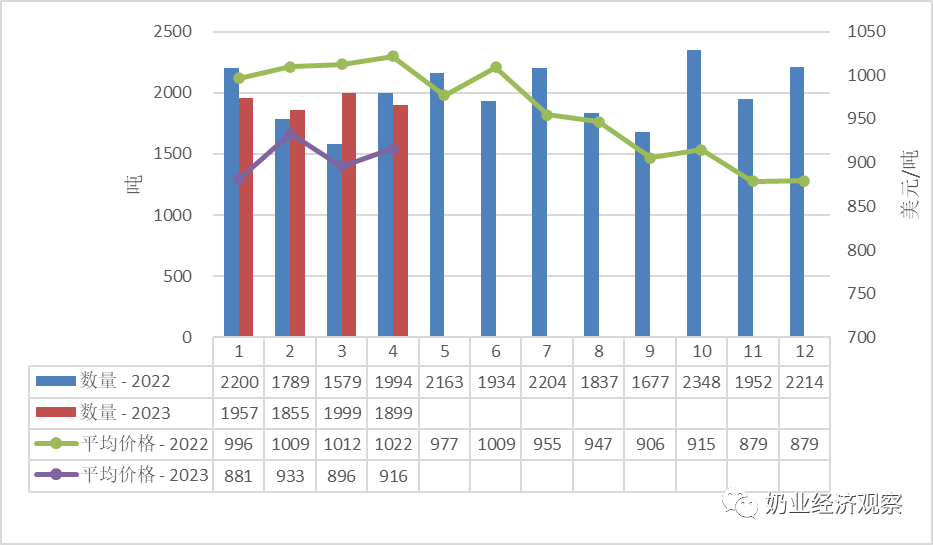 2500 1050
1000
2000 950
1500 900
吨 美元/吨
1000 850
800
500 750
0 700
1 2 3 4 5 6 7 8 9 10 11 12
数量 - 2022 2200 1789 1579 1994 2163 1934 2204 1837 1677 2348 1952 2214
数量 - 2023 1957 1855 1999 1899
平均价格 - 2022 996 1009 1012 1022 977 1009 955 947 906 915 879 879
平均价格 - 2023 881 933 896 916
奶业经济观察